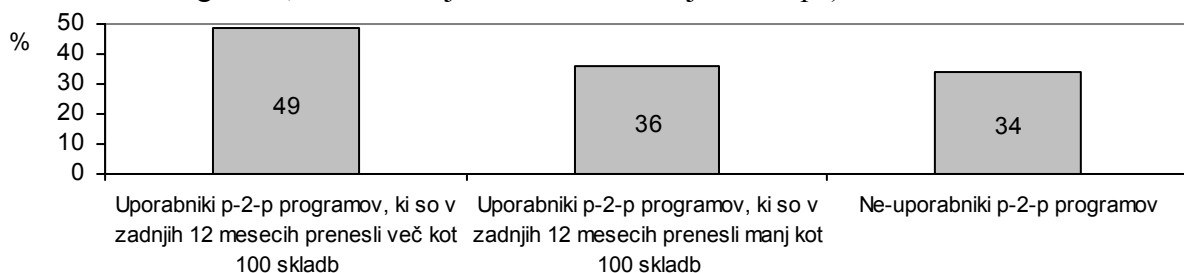 50
%
40
30
20
10
0
49
36
34
Uporabniki p-2-p programov, ki so v
zadnjih 12 mesecih prenesli več kot
100 skladb
Uporabniki p-2-p programov, ki so v
zadnjih 12 mesecih prenesli manj kot
100 skladb
Ne-uporabniki p-2-p programov